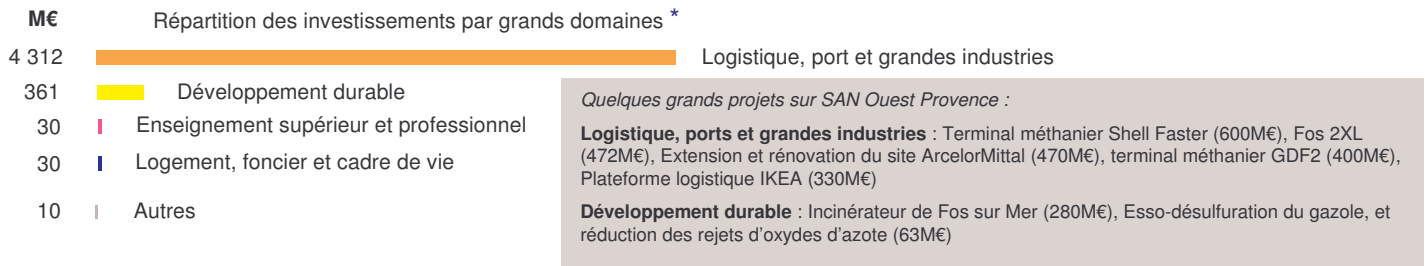 M€ Répartition des investissements par grands domaines *
4 312 Logistique, port et grandes industries
361 Développement durable
30 Enseignement supérieur et professionnel
30 Logement, foncier et cadre de vie
10 Autres
Quelques grands projets sur SAN Ouest Provence :
Logistique, ports et grandes industries : Terminal méthanier Shell Faster (600M€), Fos 2XL
(472M€), Extension et rénovation du site ArcelorMittal (470M€), terminal méthanier GDF2 (400M€),
Plateforme logistique IKEA (330M€)
Développement durable : Incinérateur de Fos sur Mer (280M€), Esso-désulfuration du gazole, et
réduction des rejets d'oxydes d'azote (63M€)